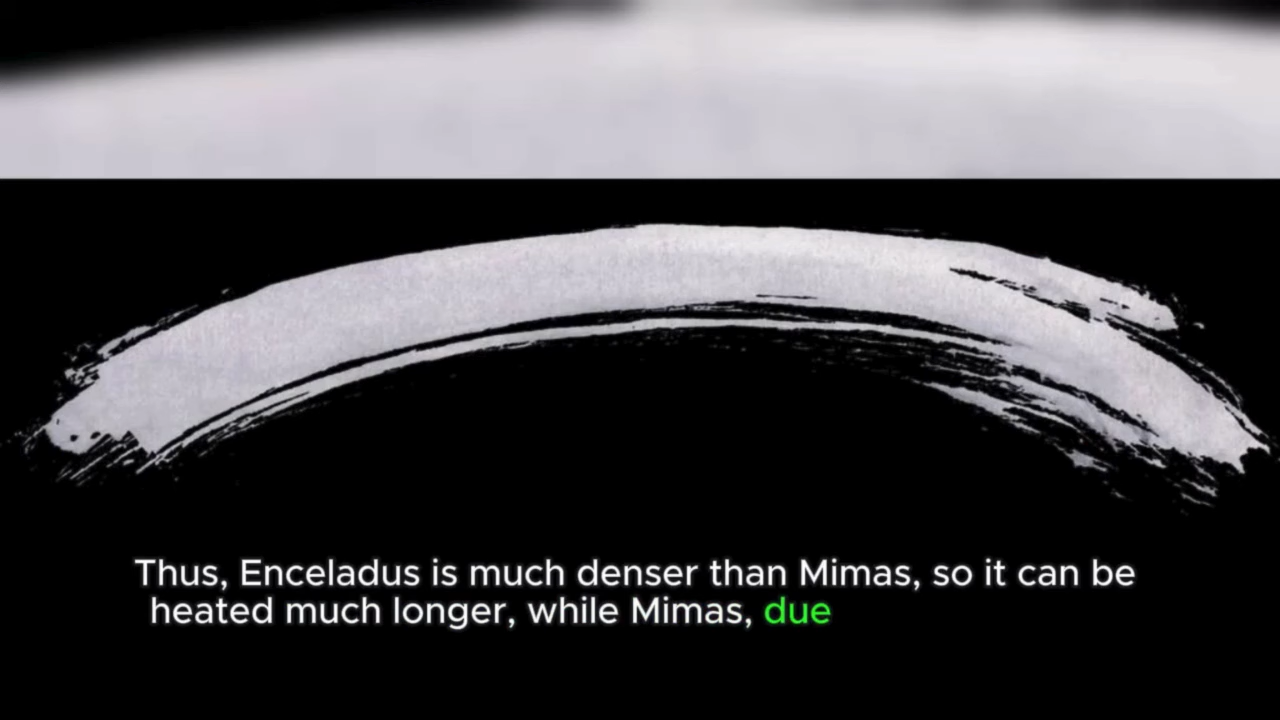 Thus, Enceladus is much denser than Mimas, so it can be
heated much longer, while Mimas, due